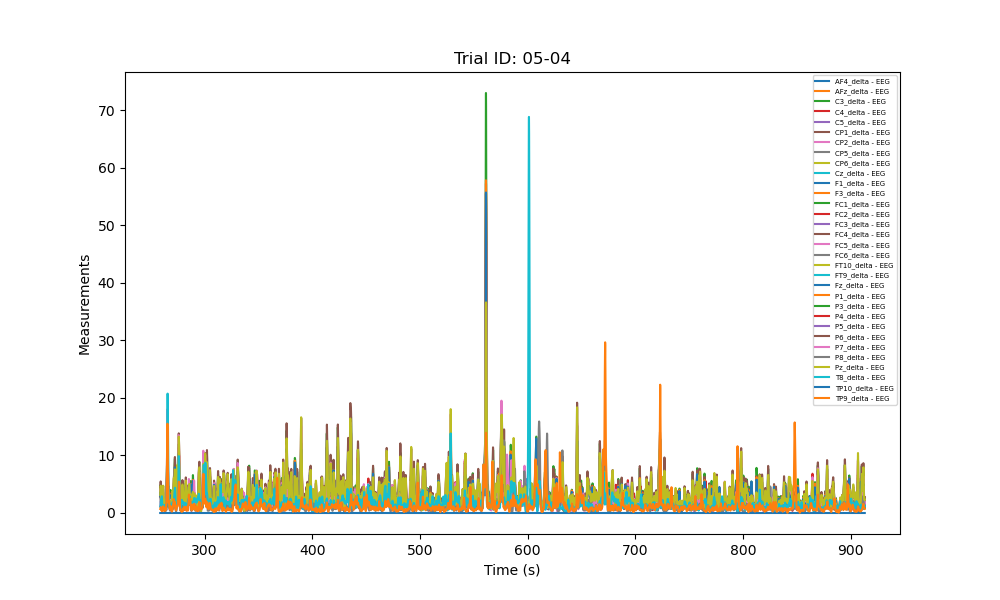 Trial ID: 05-04
Measurements
70
60
50
40
30
20
10
0
300
400
500
600
700
800
900
Time (s)
AF4_delta - EEG
AFz_delta - EEG
C3_delta - EEG
C4_delta - EEG
C5_delta - EEG
CP1_delta - EEG
CP2_delta - EEG
CP5_delta - EEG
CP6_delta - EEG
Cz_delta - EEG
F1_delta - EEG
F3_delta - EEG
FC1_delta - EEG
FC2_delta - EEG
FC3_delta - EEG
FC4_delta - EEG
FC5_delta - EEG
FC6_delta - EEG
FT10_delta - EEG
FT9_delta - EEG
Fz_delta - EEG
P1_delta - EEG
P3_delta - EEG
P4_delta - EEG
P5_delta - EEG
P6_delta - EEG
P7_delta - EEG
P8_delta - EEG
Pz_delta - EEG
T8_delta - EEG
TP10_delta - EEG
TP9_delta - EEG